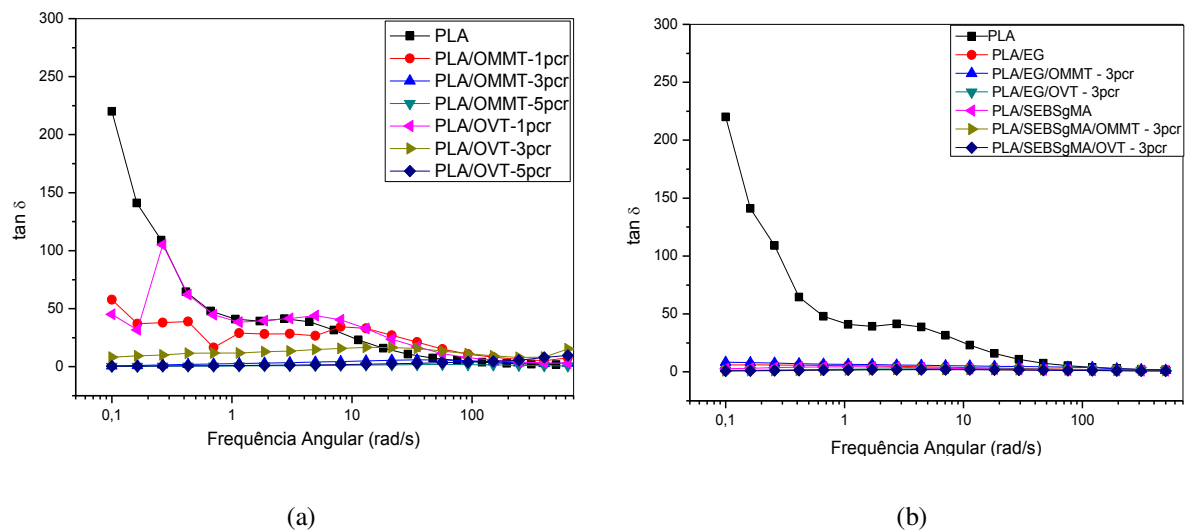 300
250
200
150
100
50
0
tan δ
PLA
PLA/OMMT-1pcr
PLA/OMMT-3pcr
PLA/OMMT-5pcr
PLA/OVT-1pcr
PLA/OVT-3pcr
PLA/OVT-5pcr
0,1 1 10 100
Frequência Angular (rad/s)
(a)
300
250
200
150
100
50
0
tan δ
PLA
PLA/EG
PLA/EG/OMMT - 3pcr
PLA/EG/OVT - 3pcr
PLA/SEBSgMA
PLA/SEBSgMA/OMMT - 3pcr
PLA/SEBSgMA/OVT - 3pcr
0,1 1 10 100
Frequência Angular (rad/s)
(b)